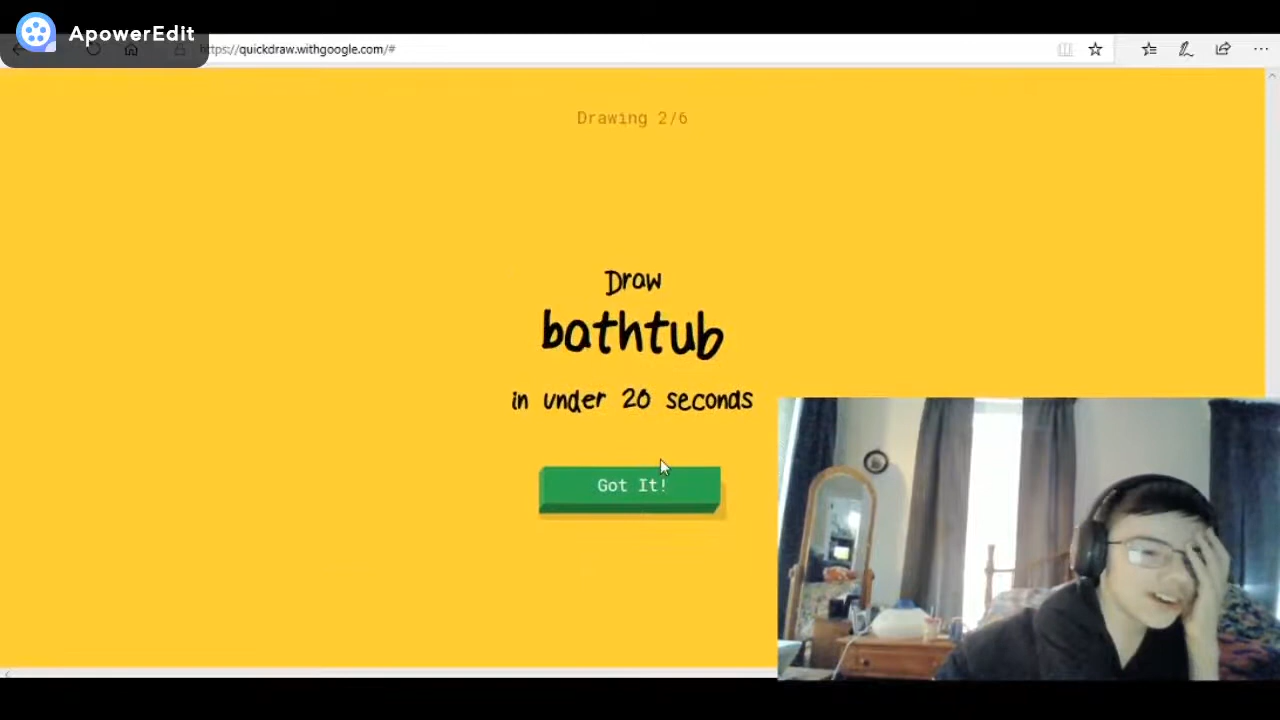 ApowerEdit
https://quickdraw.withgoogle.com/#
Drawing 2/6
Draw
bathtub
in under 20 seconds
Got It!